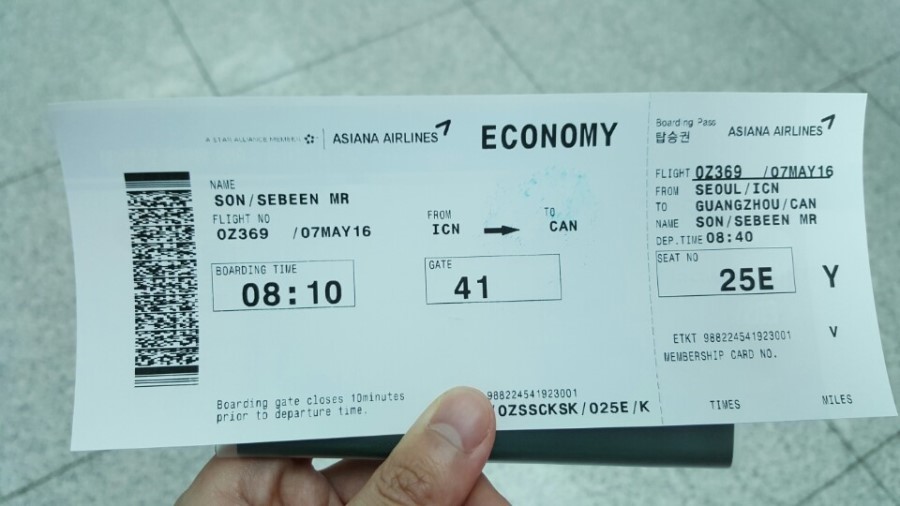 A STAR ALLIANCE MEMBER
ASIANA AIRLINES
ECONOMY
NAME
SON/SEBEEN MR
FLIGHT NO
OZ369 /07MAY16
FROM
TO
ICN
CAN
BOARDING TIME
08:10
GATE
41
Boarding gate closes 10minutes
prior to departure time.
988224541923001
/OZSSCKSK/025E/K
Boarding Pass
탑승권
ASIANA AIRLINES
FLIGHT OZ369 /07MAY16
FROM SEOUL/ICN
TO GUANGZHOU/CAN
NAME SON/SEBEEN MR
DEP.TIME 08:40
SEAT NO
25E
Y
ETKT 988224541923001
V
MEMBERSHIP CARD NO.
TIMES
MILES